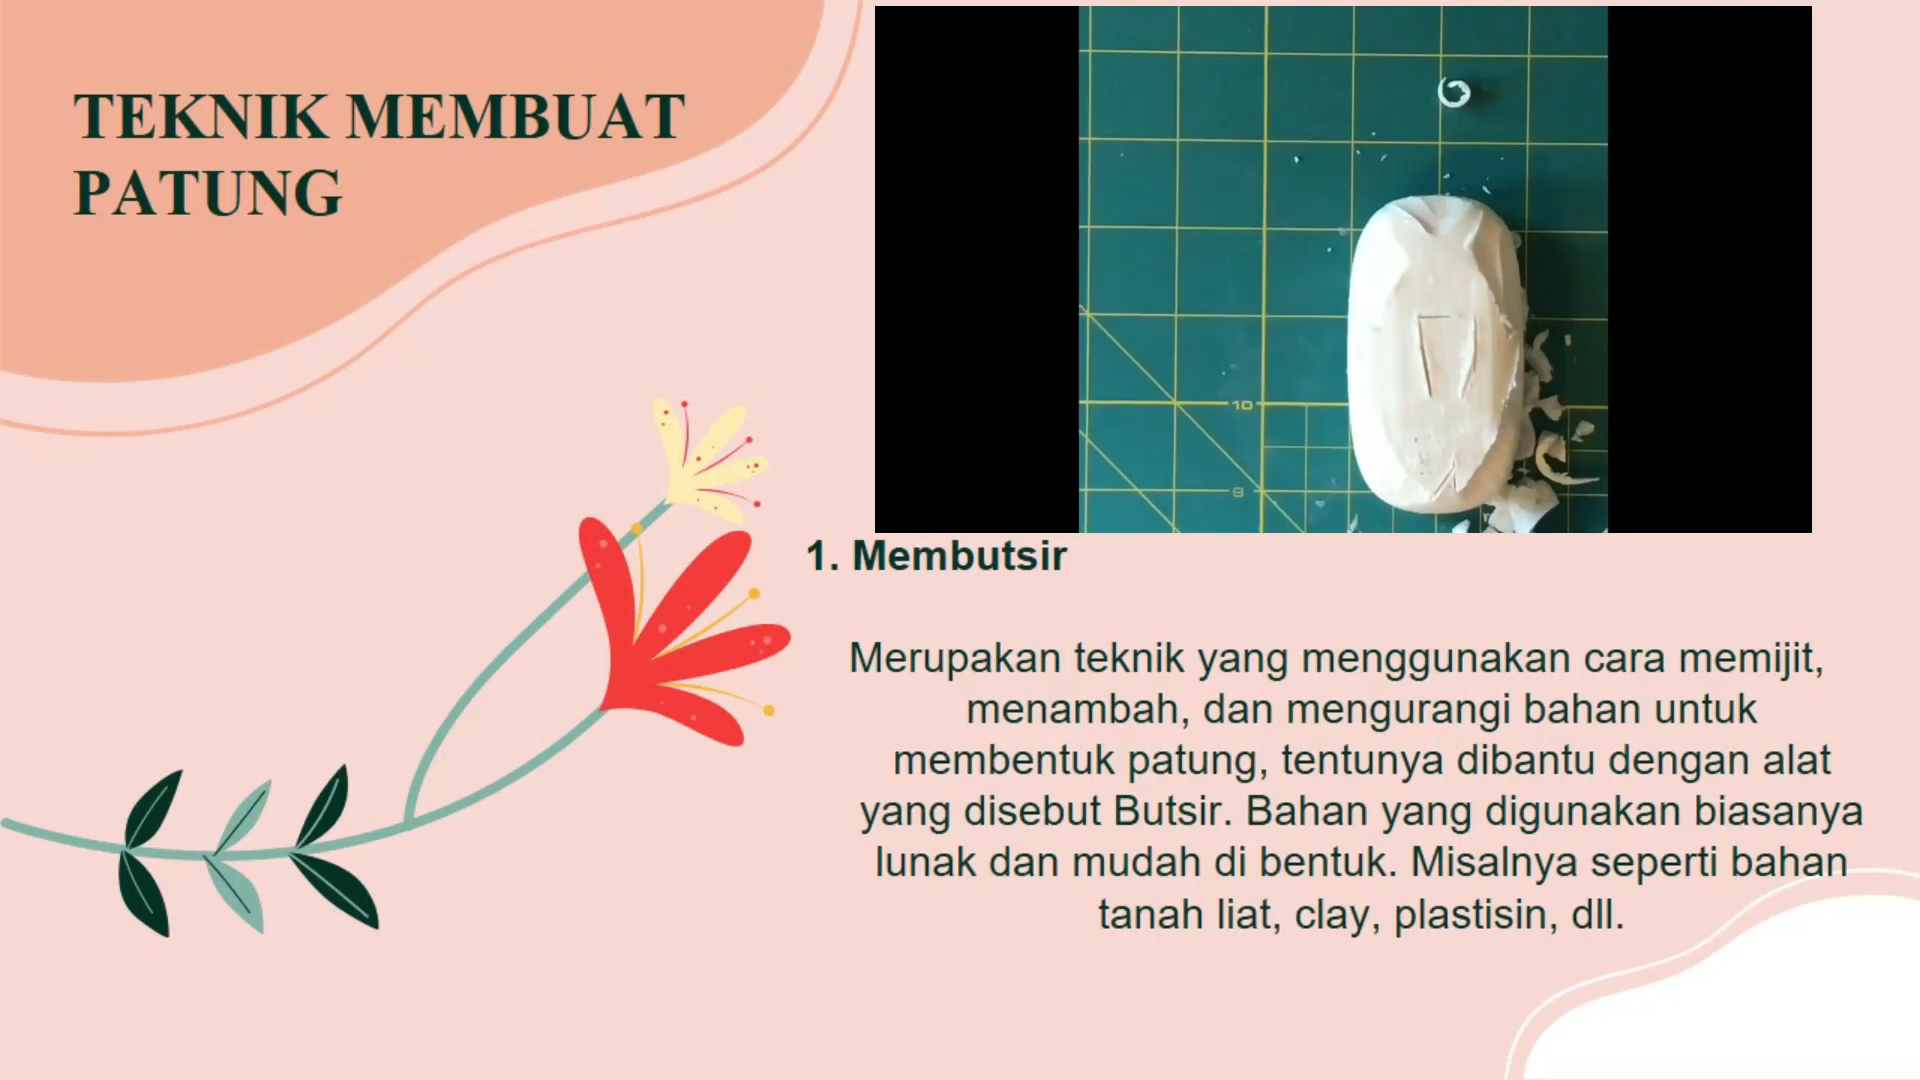 TEKNIK MEMBUAT
PATUNG
10
9
1. Membutsir
Merupakan teknik yang menggunakan cara memijit,
menambah, dan mengurangi bahan untuk
membentuk patung, tentunya dibantu dengan alat
yang disebut Butsir. Bahan yang digunakan biasanya
lunak dan mudah di bentuk. Misalnya seperti bahan
tanah liat, clay, plastisin, dll.